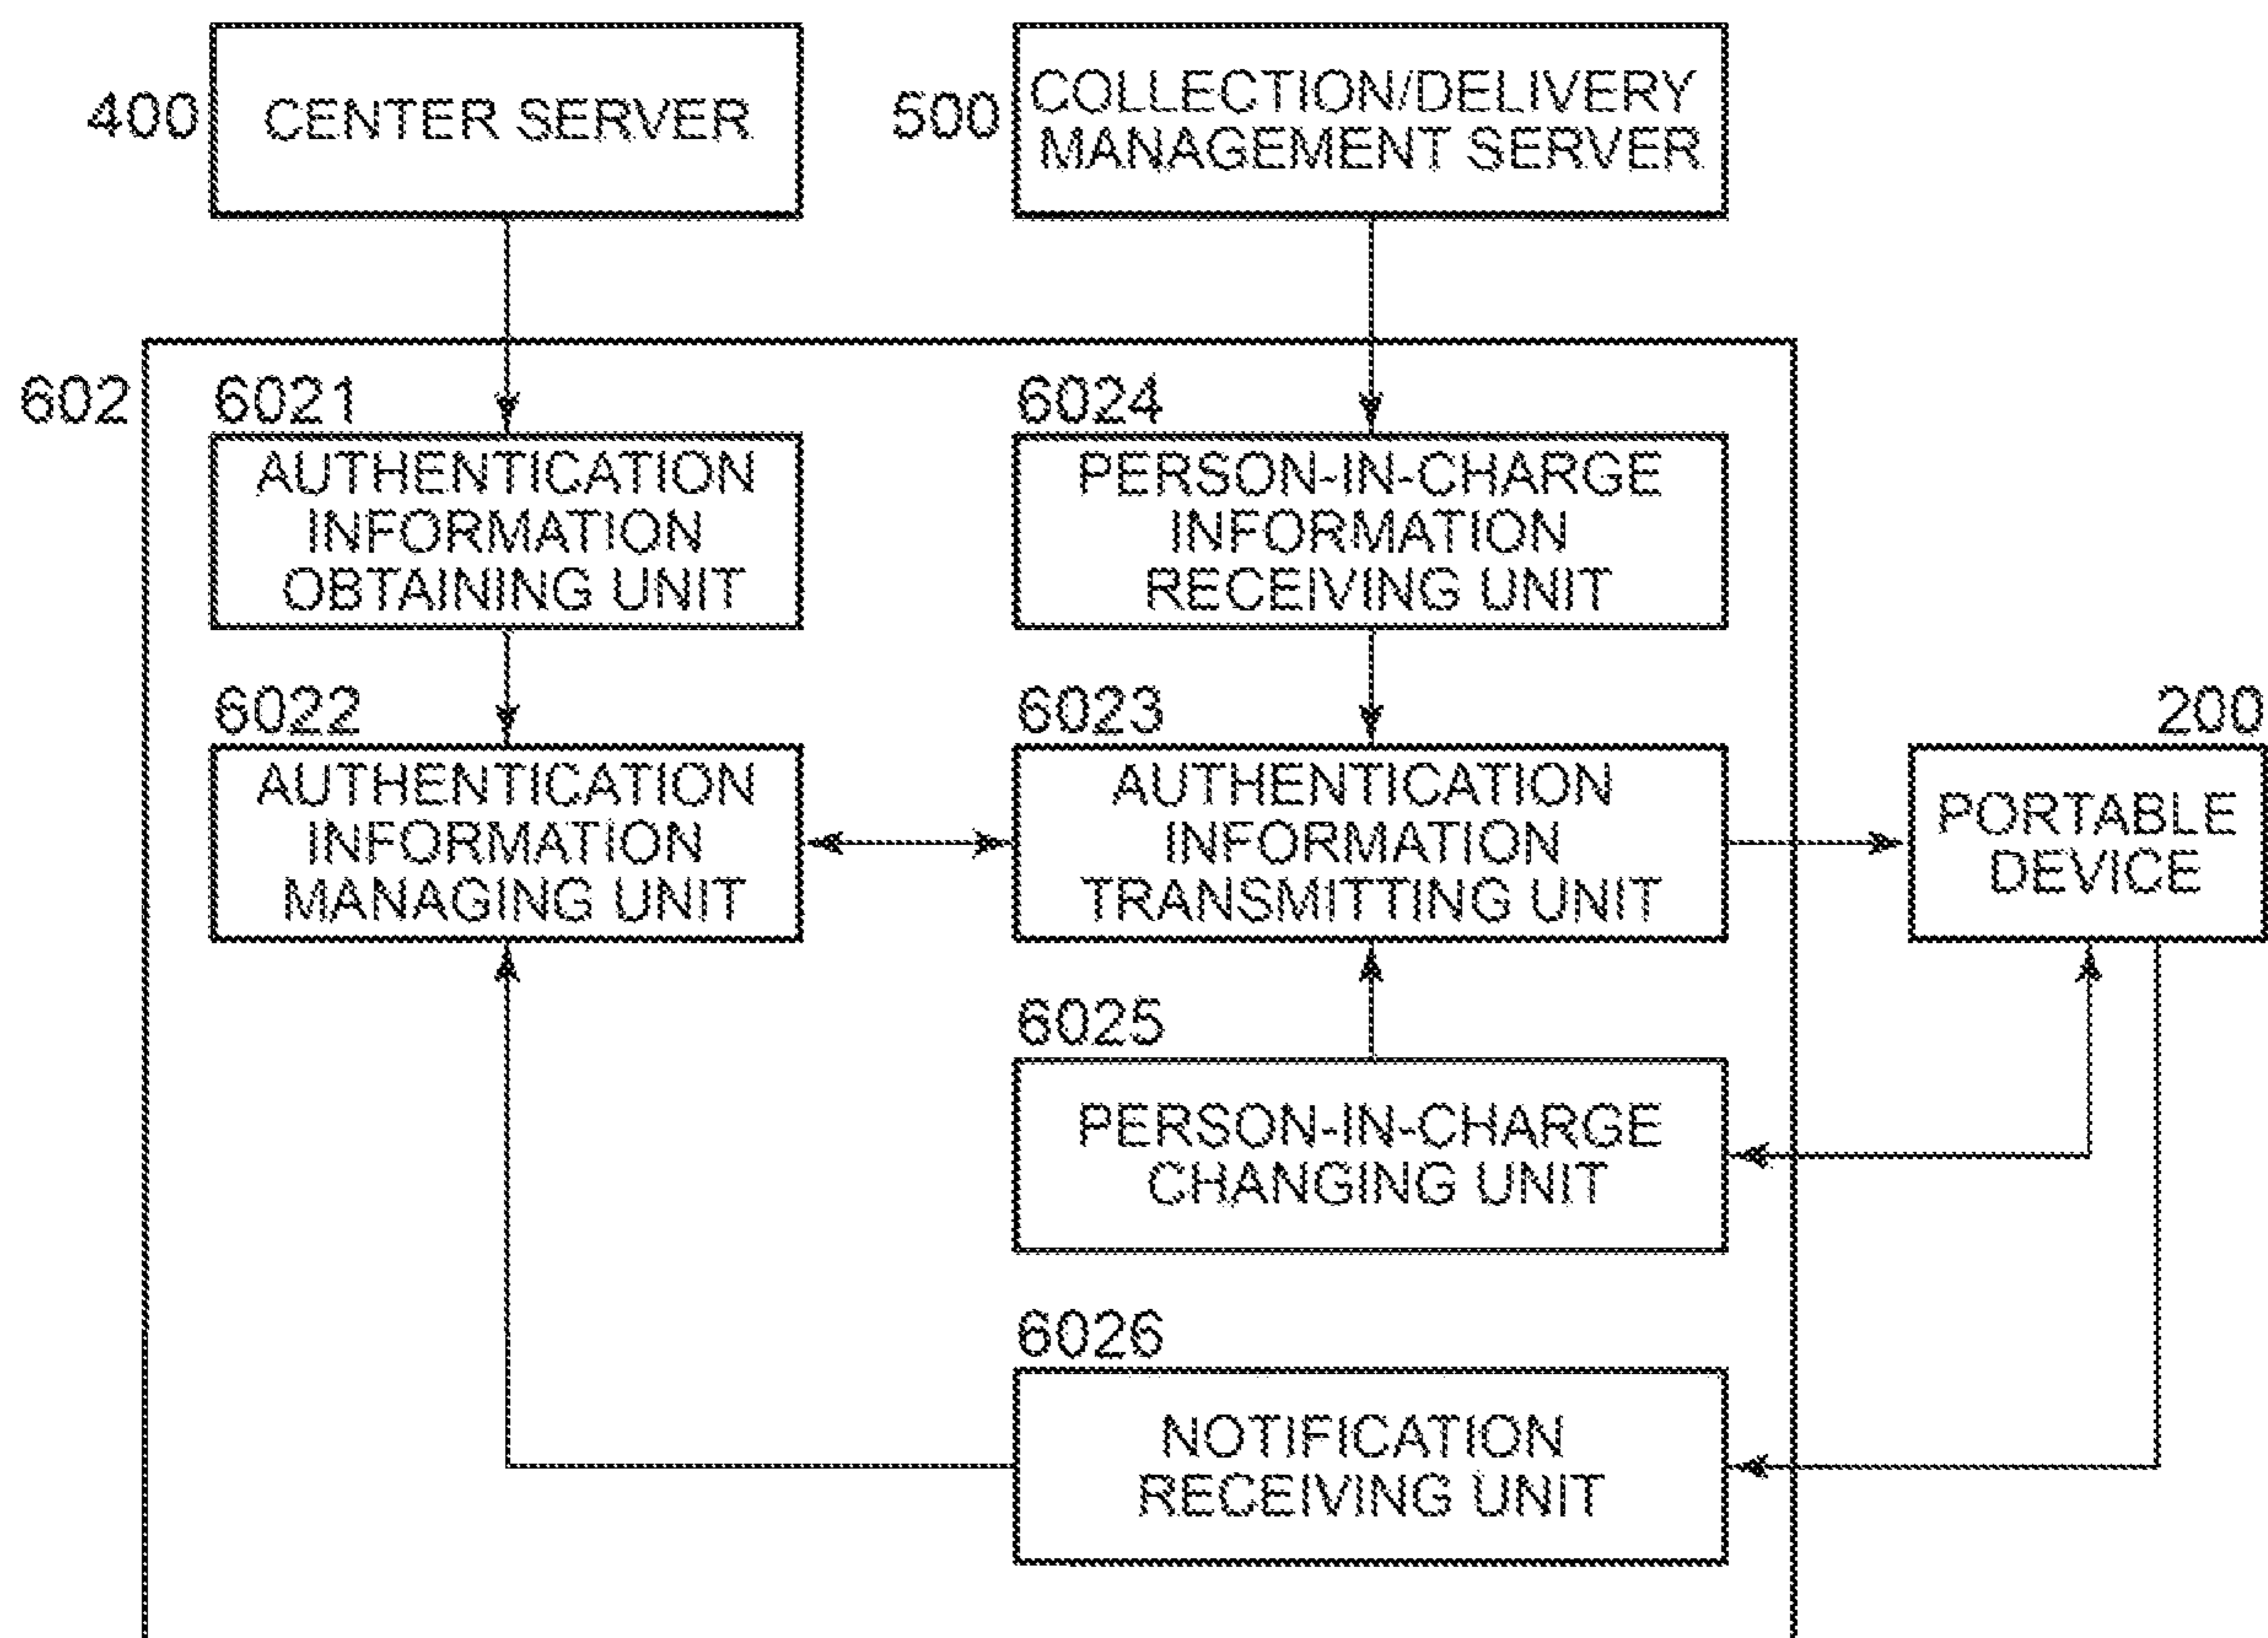 400
CENTER SERVER
500
COLLECTION/DELIVERY
MANAGEMENT SERVER
602
6021
AUTHENTICATION
INFORMATION
OBTAINING UNIT
6024
PERSON-IN-CHARGE
INFORMATION
RECEIVING UNIT
6022
AUTHENTICATION
INFORMATION
MANAGING UNIT
6023
AUTHENTICATION
INFORMATION
TRANSMITTING UNIT
200
PORTABLE
DEVICE
6025
PERSON-IN-CHARGE
CHANGING UNIT
6026
NOTIFICATION
RECEIVING UNIT